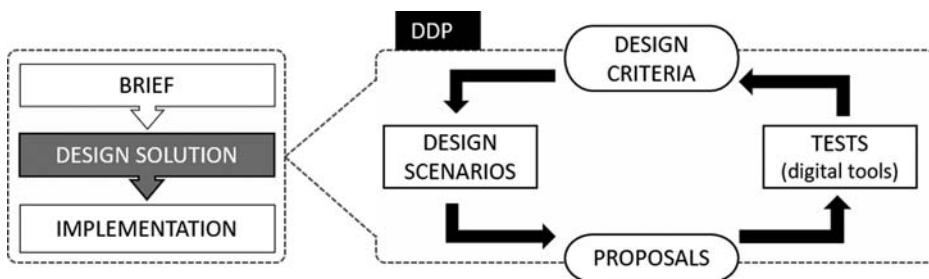 BRIEF
DESIGN SOLUTION
IMPLEMENTATION
DDP
DESIGN
CRITERIA
DESIGN
SCENARIOS
TESTS
(digital tools)
PROPOSALS